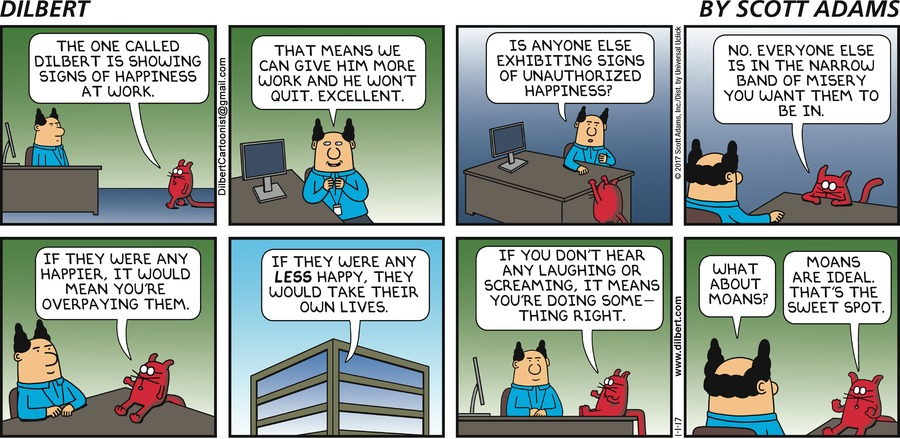 DILBERT
BY SCOTT ADAMS
THE ONE CALLED
DILBERT IS SHOWING
SIGNS OF HAPPINESS
AT WORK.
DilbertCartoonist@gmail.com
THAT MEANS WE
CAN GIVE HIM MORE
WORK AND HE WON'T
QUIT. EXCELLENT.
IS ANYONE ELSE
EXHIBITING SIGNS
OF UNAUTHORIZED
HAPPINESS?
© 2017 Scott Adams, Inc./Dist. by Universal Uclick
NO. EVERYONE ELSE
IS IN THE NARROW
BAND OF MISERY
YOU WANT THEM TO
BE IN.
IF THEY WERE ANY
HAPPIER, IT WOULD
MEAN YOU'RE
OVERPAYING THEM.
IF THEY WERE ANY
LESS HAPPY, THEY
WOULD TAKE THEIR
OWN LIVES.
IF YOU DON'T HEAR
ANY LAUGHING OR
SCREAMING, IT MEANS
YOU'RE DOING SOME—
THING RIGHT.
1-1-17
www.dilbert.com
WHAT
ABOUT
MOANS?
MOANS
ARE IDEAL.
THAT'S THE
SWEET SPOT.